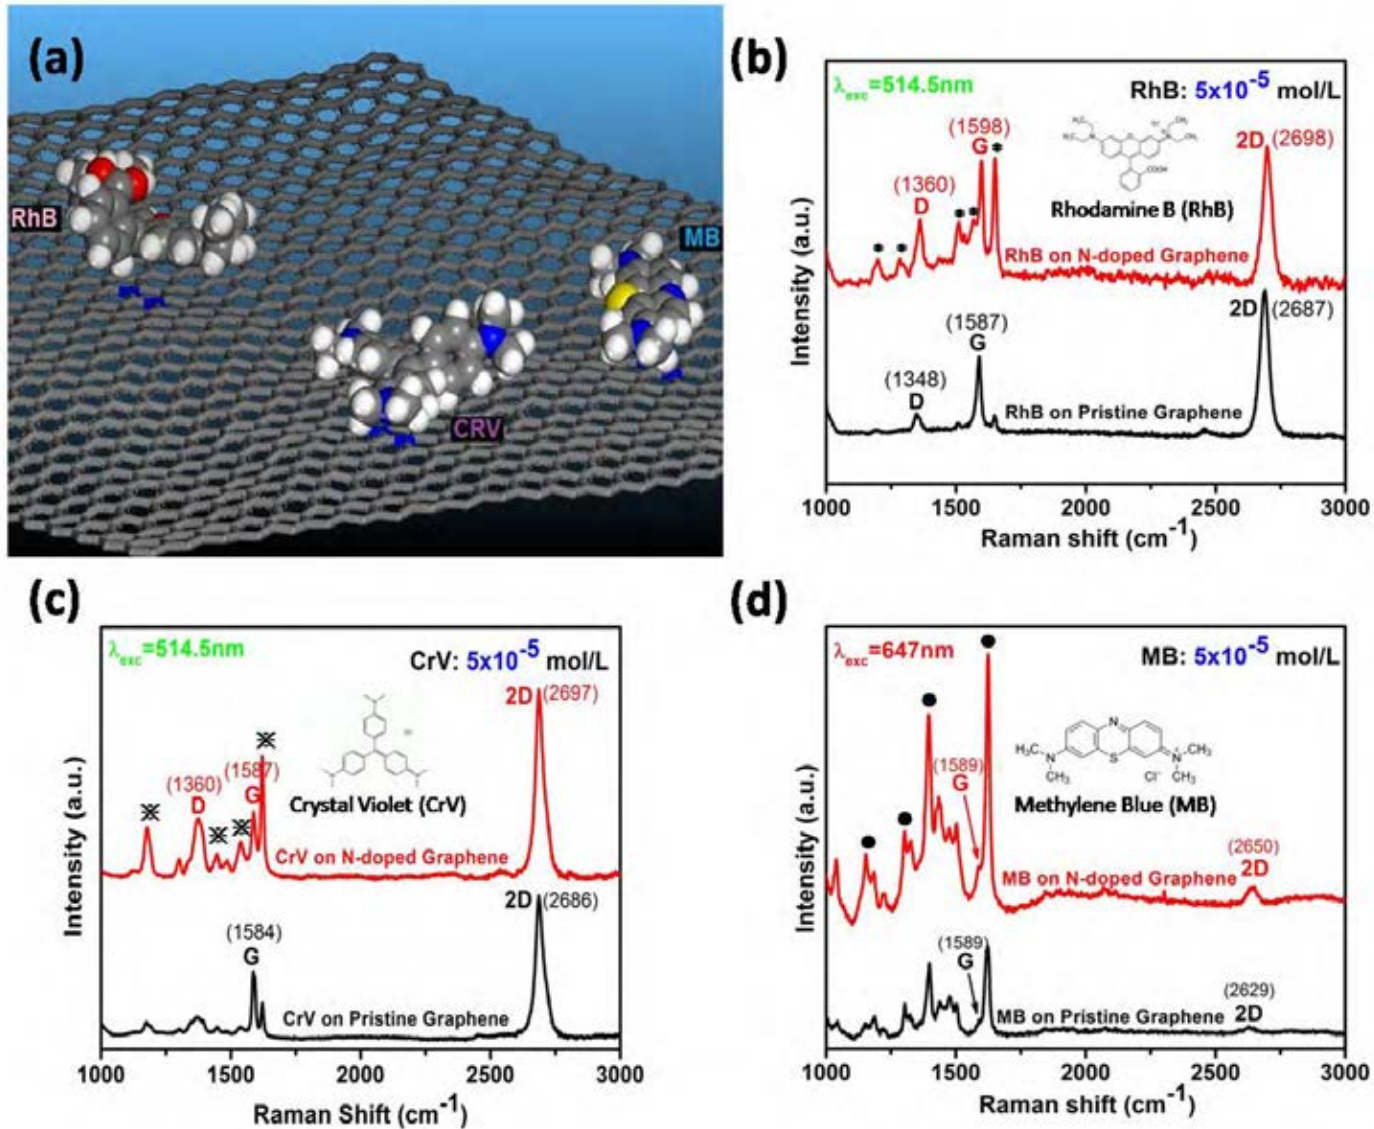 (a)
RhB
MB
CRV
(b)
λexc=514.5nm
RhB: 5x10-5 mol/L
(1598)
G
*
2D (2698)
(1360)
D
Rhodamine B (RhB)
RhB on N-doped Graphene
(1587)
G
2D (2687)
(1348)
D
RhB on Pristine Graphene
Intensity (a.u.)
1000 1500 2000 2500 3000
Raman shift (cm-1)
(c)
λexc=514.5nm
CrV: 5x10-5 mol/L
2D (2697)
(1360)
D
(1587)
G
Crystal Violet (CrV)
CrV on N-doped Graphene
2D (2686)
(1584)
G
CrV on Pristine Graphene
Intensity (a.u.)
1000 1500 2000 2500 3000
Raman Shift (cm-1)
(d)
λexc=647nm
MB: 5x10-5 mol/L
N
H3C N CH3
S
N+ CH3
CH3
Cl-
(1589)
G
Methylene Blue (MB)
(2650)
2D
MB on N-doped Graphene
(1589)
G
(2629)
2D
MB on Pristine Graphene
Intensity (a.u.)
1000 1500 2000 2500 3000
Raman shift (cm-1)